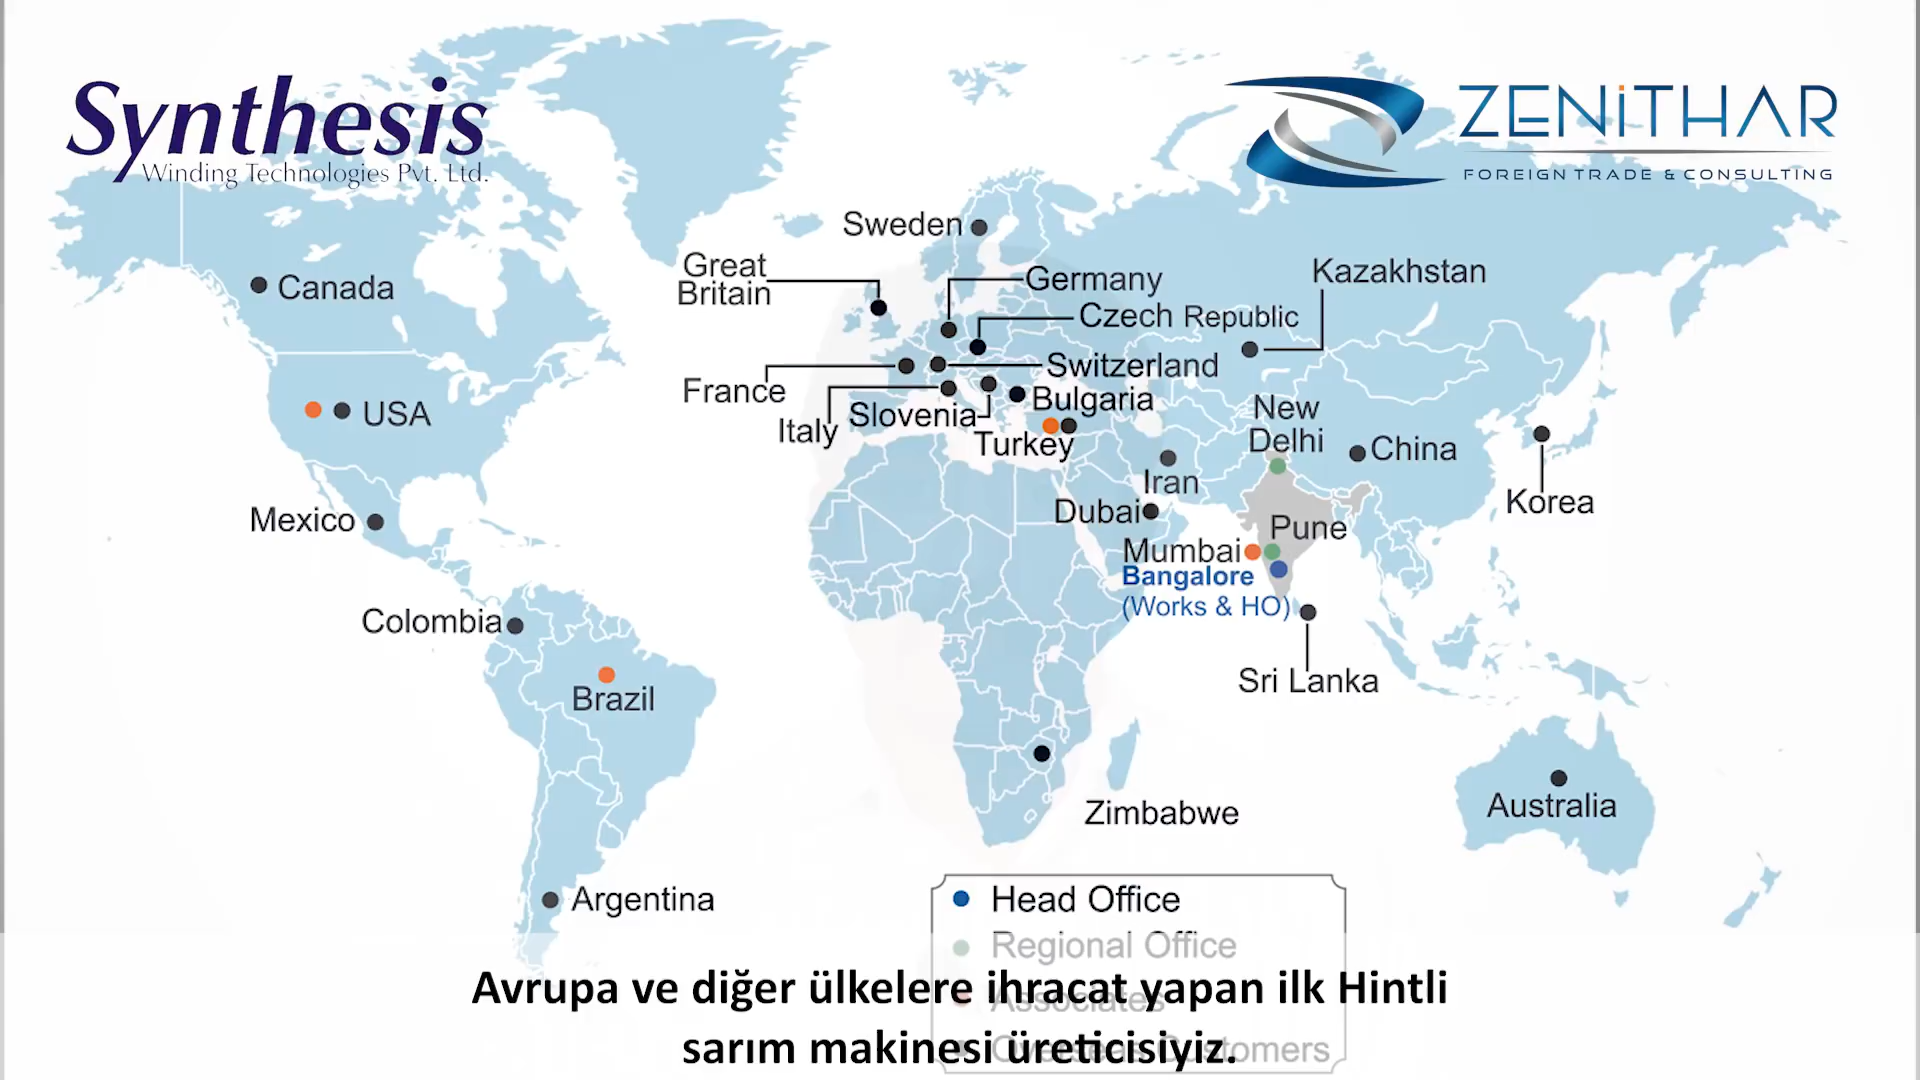 Synthesis
Winding Technologies Pvt. Ltd.
ZENiTHAR
FOREIGN TRADE & CONSULTING
Sweden
Great
Britain
Germany
Kazakhstan
Canada
Czech Republic
Switzerland
France
Bulgaria
USA
Slovenia
Italy
Turkey
New
Delhi
China
Iran
Korea
Dubai
Mexico
Pune
Mumbai
Bangalore
(Works & HO)
Colombia
Sri Lanka
Brazil
Zimbabwe
Australia
Argentina
Head Office
Regional Office
Associates
Overseas Customers
Avrupa ve diğer ülkelere ihracat yapan ilk Hintli
sarım makinesi üreticisiyiz.